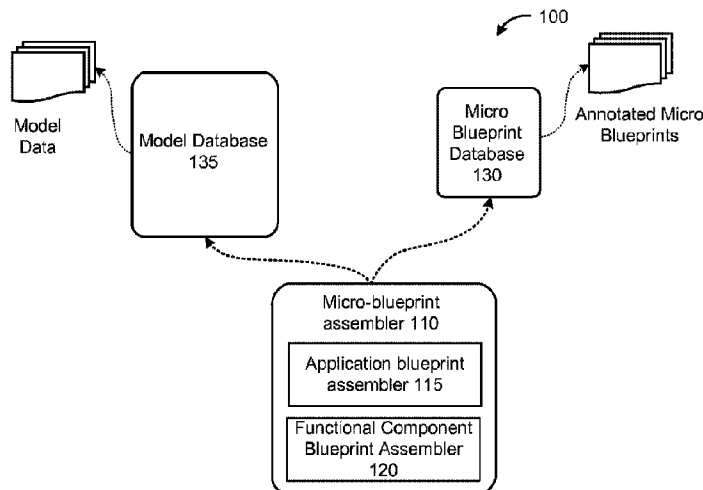 100
Model
Data
Model Database
135
Micro
Blueprint
Database
130
Annotated Micro
Blueprints
Micro-blueprint
assembler 110
Application blueprint
assembler 115
Functional Component
Blueprint Assembler
120